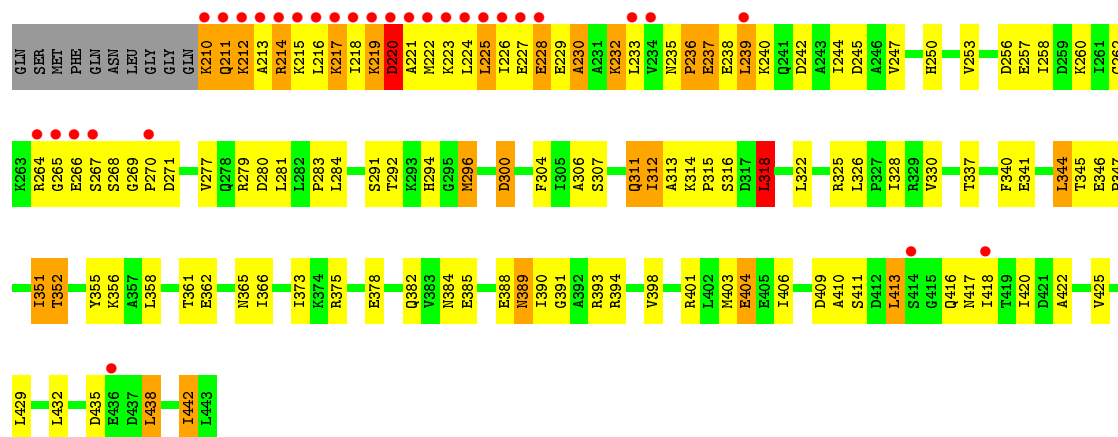 GLN SER MET PHE GLN ASN LEU GLY GLY GLN K210 Q211 K212 A213 R214 K215 L216 K217 I218 K219 D220 A221 M222 K223 L224 L225 I226 E227 E228 E229 A230 A231 K232 L233 V234 N235 P236 E237 E238 L239 K240 Q241 D242 A243 I244 D245 A246 V247 H250 V253 D256 E257 I258 D259 K260 I261 C262
K263 R264 G265 E266 S267 S268 G269 P270 D271 V277 Q278 R279 D280 L281 L282 P283 L284 S291 T292 K293 H294 G295 M296 D300 F304 I305 A306 S307 Q311 I312 A313 K314 P315 S316 D317 L318 L322 R325 L326 P327 I328 R329 V330 T337 F340 E341 L344 T345 E346 P347
I351 T352 Y355 K356 A357 L358 T361 E362 N365 I366 I373 K374 R375 E378 Q382 V383 N384 E385 E388 N389 I390 G391 A392 R393 R394 V398 R401 L402 M403 E404 E405 I406 D409 A410 S411 D412 L413 S414 G415 Q416 N417 I418 T419 I420 D421 A422 V425
L429 L432 D435 E436 D437 L438 I442 L443